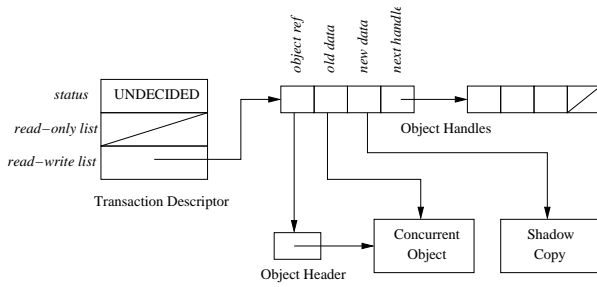 object ref
old data
new data
next handle
status
UNDECIDED
read−only list
read−write list
Object Handles
Transaction Descriptor
Concurrent
Object
Shadow
Copy
Object Header